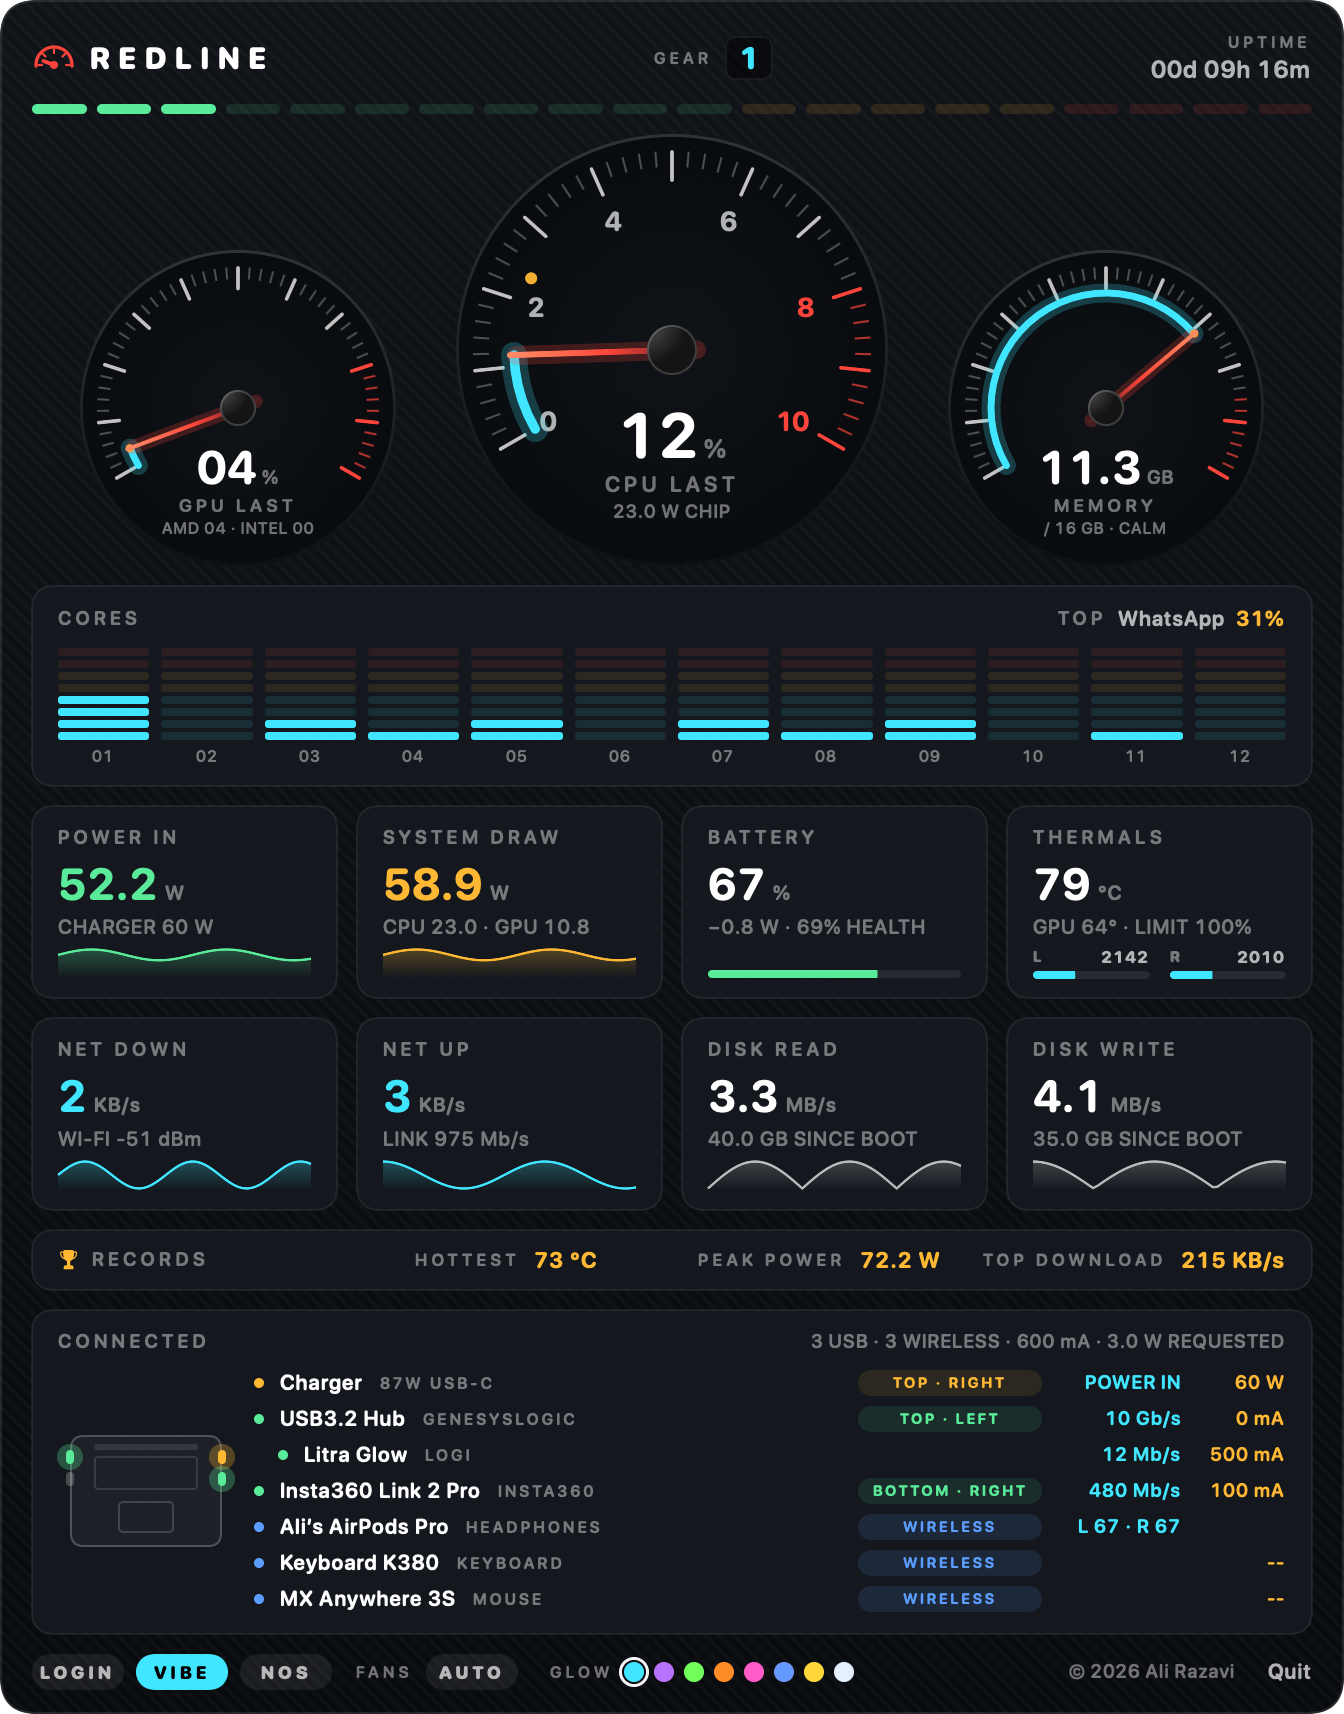 REDLINE
GEAR 1
UPTIME
00d 09h 16m
4 6
2 8
0 10
04 %
GPU LAST
AMD 04 · INTEL 00
12 %
CPU LAST
23.0 W CHIP
11.3 GB
MEMORY
/ 16 GB · CALM
CORES TOP WhatsApp 31%
01 02 03 04 05 06 07 08 09 10 11 12
POWER IN
52.2 W
CHARGER 60 W
SYSTEM DRAW
58.9 W
CPU 23.0 · GPU 10.8
BATTERY
67 %
−0.8 W · 69% HEALTH
THERMALS
79 °C
GPU 64° · LIMIT 100%
L 2142 R 2010
NET DOWN
2 KB/s
WI-FI -51 dBm
NET UP
3 KB/s
LINK 975 Mb/s
DISK READ
3.3 MB/s
40.0 GB SINCE BOOT
DISK WRITE
4.1 MB/s
35.0 GB SINCE BOOT
RECORDS HOTTEST 73 °C PEAK POWER 72.2 W TOP DOWNLOAD 215 KB/s
CONNECTED 3 USB · 3 WIRELESS · 600 mA · 3.0 W REQUESTED
Charger 87W USB-C TOP · RIGHT POWER IN 60 W
USB3.2 Hub GENESYSLOGIC TOP · LEFT 10 Gb/s 0 mA
Litra Glow LOGI 12 Mb/s 500 mA
Insta360 Link 2 Pro INSTA360 BOTTOM · RIGHT 480 Mb/s 100 mA
Ali's AirPods Pro HEADPHONES WIRELESS L 67 · R 67
Keyboard K380 KEYBOARD WIRELESS --
MX Anywhere 3S MOUSE WIRELESS --
LOGIN VIBE NOS FANS AUTO GLOW © 2026 Ali Razavi Quit